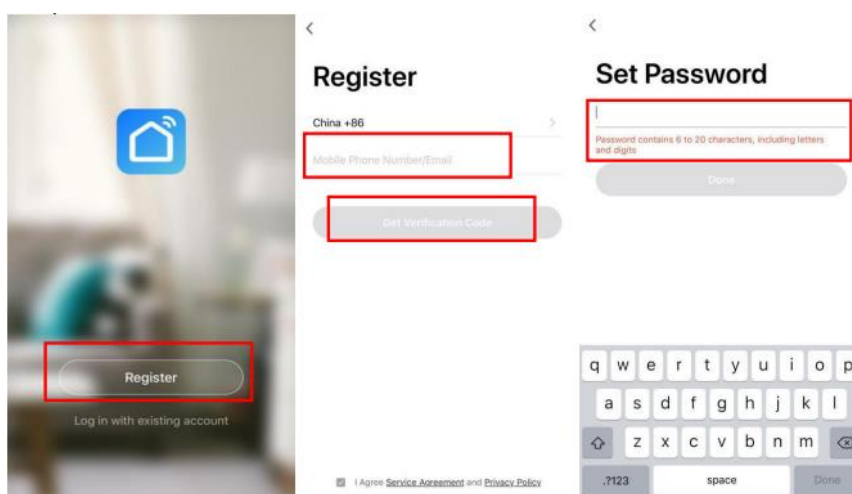 Register
Log in with existing account
Register
China +86
Mobile Phone Number/Email
Get Verification Code
I Agree Service Agreement and Privacy Policy
Set Password
Password contains 6 to 20 characters, including letters
and digits
Done
q w e r t y u i o p
a s d f g h j k l
z x c v b n m
.?123 space Done